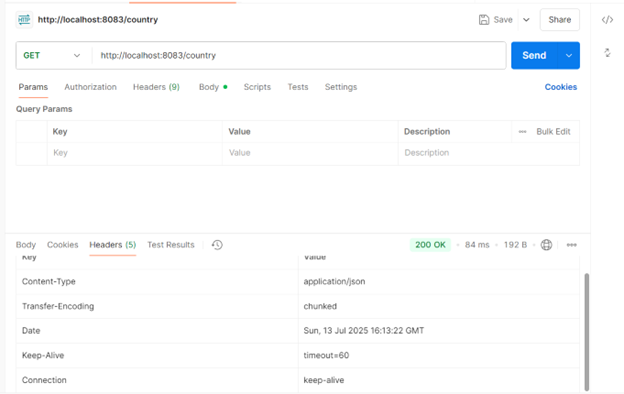 HTTP http://localhost:8083/country Save Share
GET http://localhost:8083/country Send
Params Authorization Headers (9) Body Scripts Tests Settings Cookies
Query Params
Key Value Description Bulk Edit
Key Value Description
Body Cookies Headers (5) Test Results 200 OK 84 ms 192 B
Key Value
Content-Type application/json
Transfer-Encoding chunked
Date Sun, 13 Jul 2025 16:13:22 GMT
Keep-Alive timeout=60
Connection keep-alive